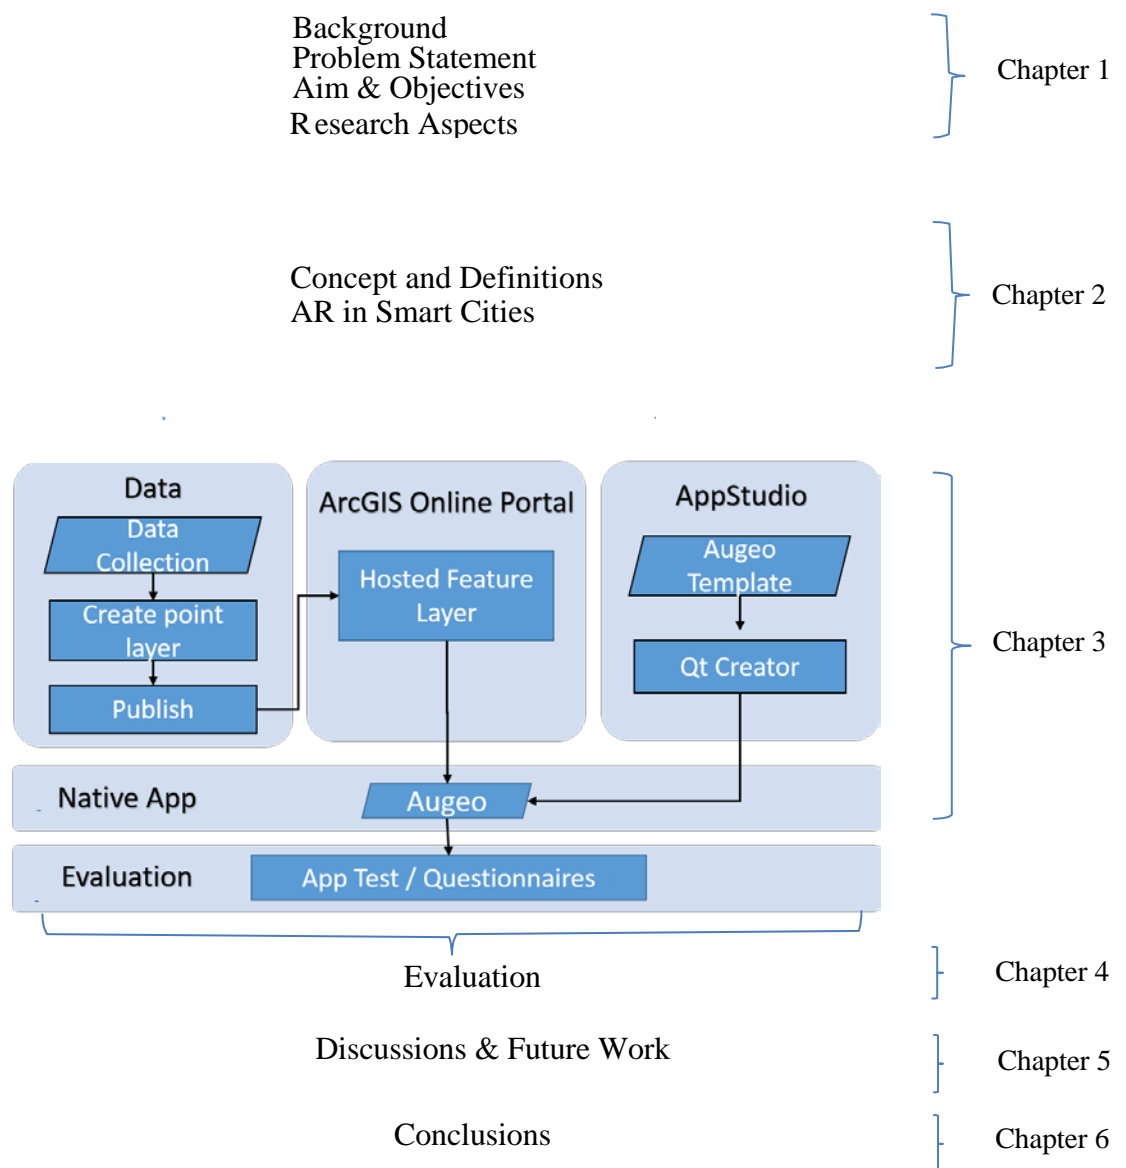 Background
Problem Statement
Aim & Objectives
Research Aspects
Chapter 1
Concept and Definitions
AR in Smart Cities
Chapter 2
Data
Data
Collection
Create point
layer
Publish
ArcGIS Online Portal
Hosted Feature
Layer
AppStudio
Augeo
Template
Qt Creator
Chapter 3
Native App
Augeo
Evaluation
App Test / Questionnaires
Evaluation
Chapter 4
Discussions & Future Work
Chapter 5
Conclusions
Chapter 6